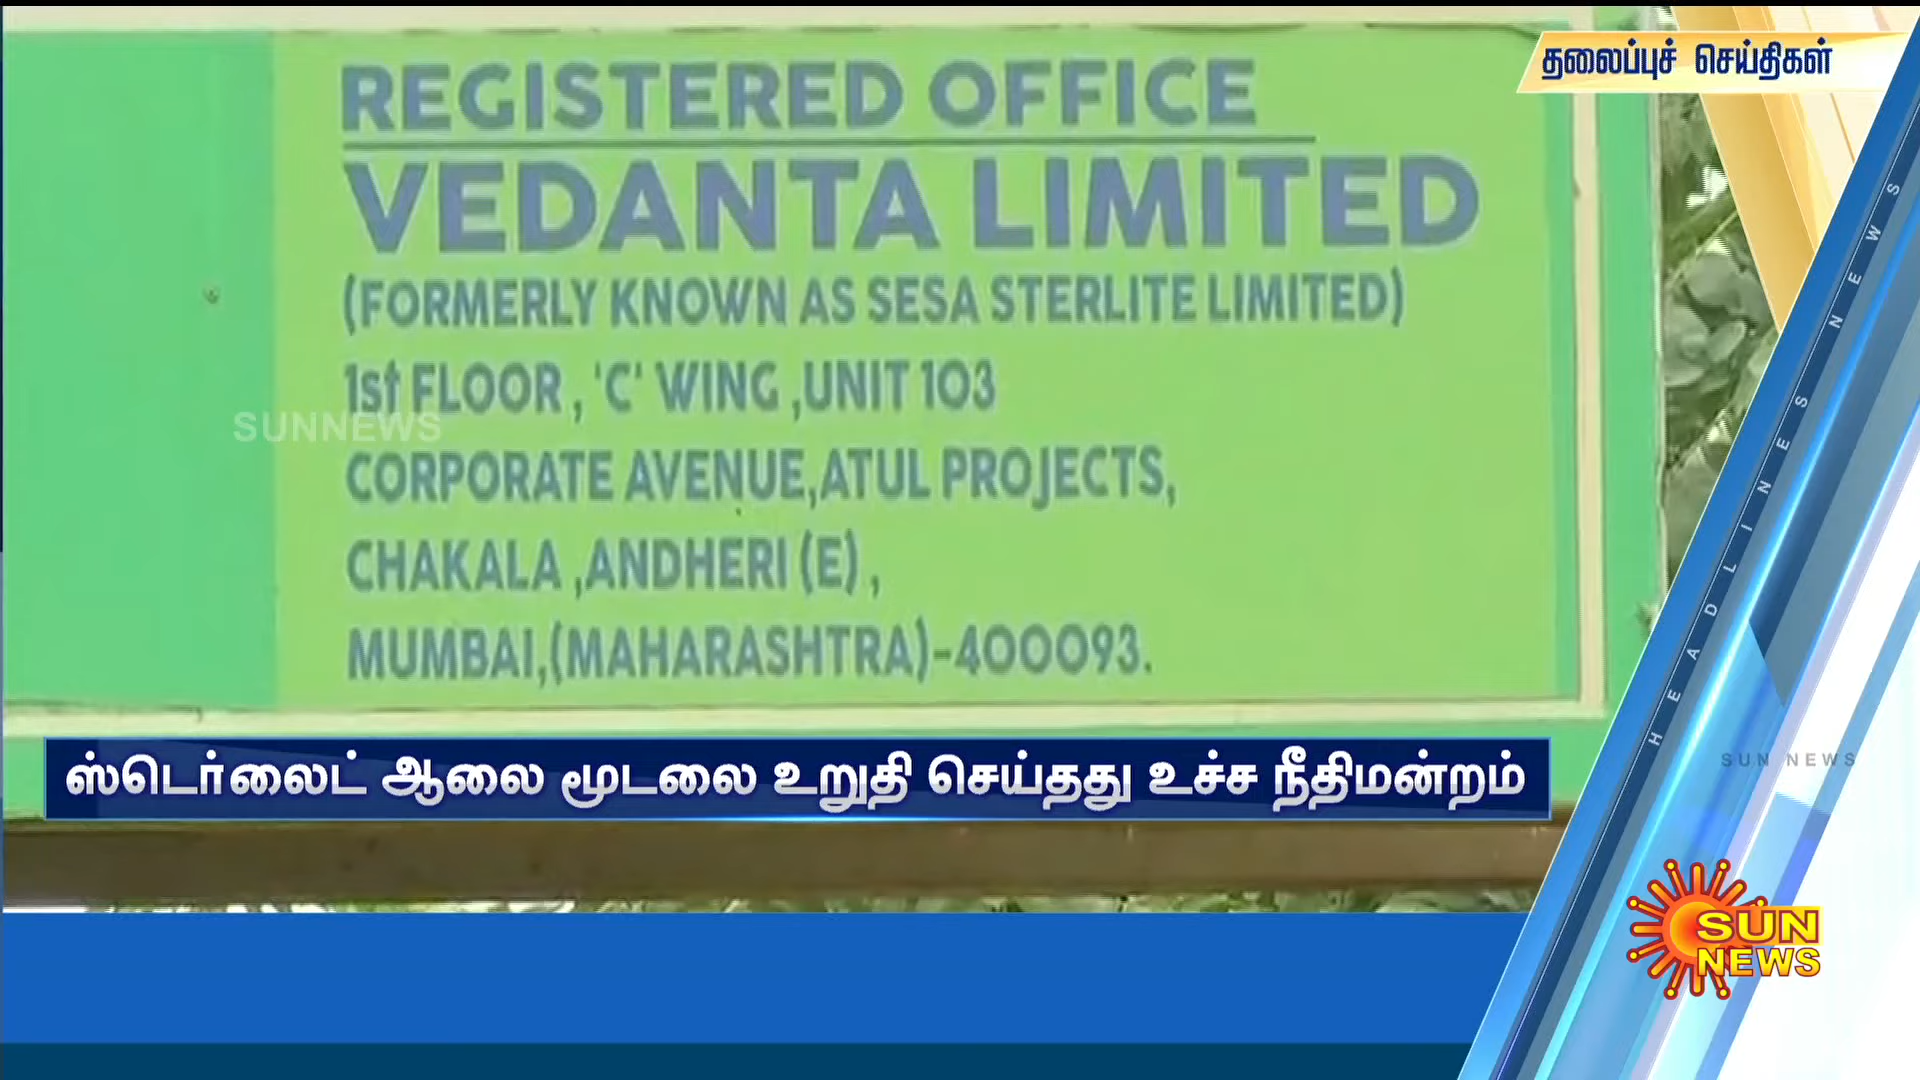 தலைப்புச் செய்திகள்
REGISTERED OFFICE
VEDANTA LIMITED
(FORMERLY KNOWN AS SESA STERLITE LIMITED)
1st FLOOR , 'C' WING ,UNIT 103
SUNNEWS
CORPORATE AVENUE,ATUL PROJECTS,
CHAKALA ,ANDHERI (E) ,
MUMBAI,(MAHARASHTRA)-400093.
HEADLINES NEWS
SUN NEWS
ஸ்டெர்லைட் ஆலை மூடலை உறுதி செய்தது உச்ச நீதிமன்றம்
SUN
NEWS